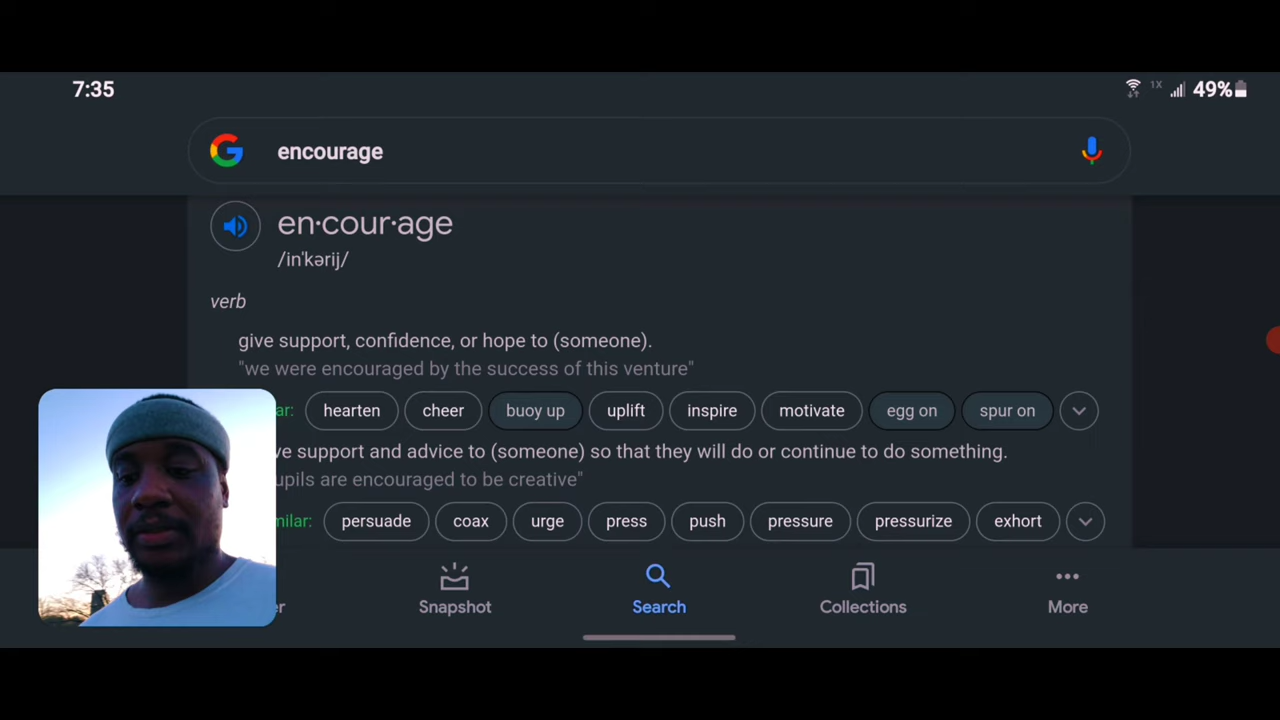 7:35
1X 49%
encourage
en·cour·age
/inˈkərij/
verb
give support, confidence, or hope to (someone).
"we were encouraged by the success of this venture"
ar: hearten cheer buoy up uplift inspire motivate egg on spur on
ve support and advice to (someone) so that they will do or continue to do something.
upils are encouraged to be creative"
milar: persuade coax urge press push pressure pressurize exhort
er Snapshot Search Collections More